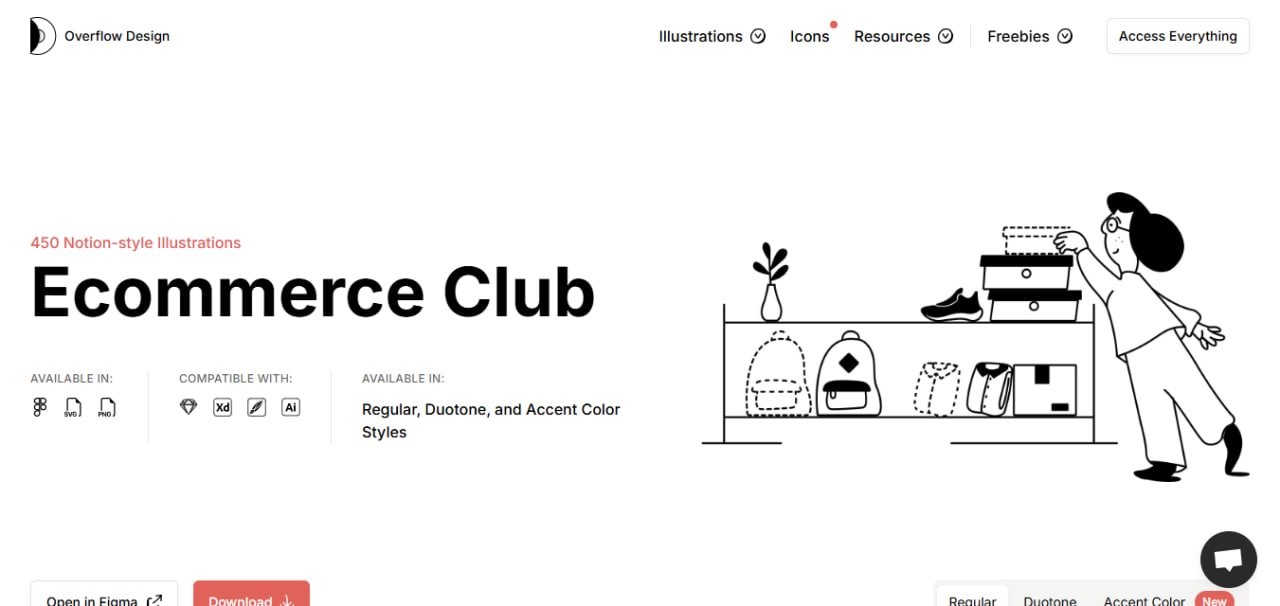 Overflow Design
Illustrations
Icons
Resources
Freebies
Access Everything
450 Notion-style Illustrations
Ecommerce Club
AVAILABLE IN:
SVG
PNG
COMPATIBLE WITH:
Xd
Ai
AVAILABLE IN:
Regular, Duotone, and Accent Color
Styles
Open in Figma
Download
Regular
Duotone
Accent Color
New